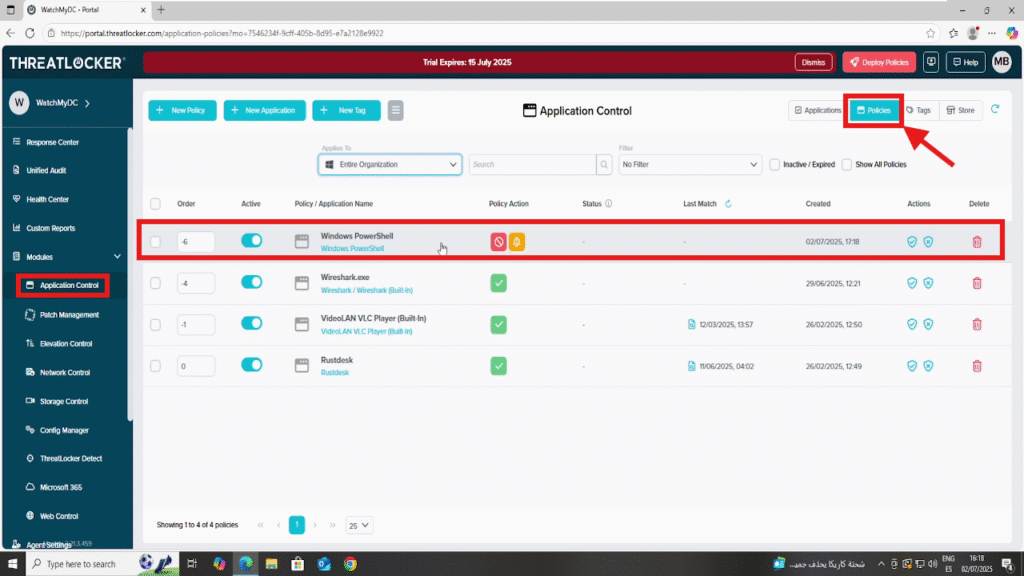 WatchMyDC - Portal
https://portal.threatlocker.com/application-policies?mo=7546234f-9cff-405b-8d95-e7a2128e9922
THREATLOCKER
Trial Expires: 15 July 2025
Dismiss
Deploy Policies
Help
MB
W
WatchMyDC
Response Center
Unified Audit
Health Center
Custom Reports
Modules
Application Control
Patch Management
Elevation Control
Network Control
Storage Control
Config Manager
ThreatLocker Detect
Microsoft 365
Web Control
+ New Policy
+ New Application
+ New Tag
Application Control
Applications
Policies
Tags
Store
Applies To
Entire Organization
Search
Filter
No Filter
Inactive / Expired
Show All Policies
Order Active Policy / Application Name Policy Action Status Last Match Created Actions Delete
-6 Windows PowerShell - - 02/07/2025, 17:18
Windows PowerShell
-4 Wireshark.exe - - 29/06/2025, 12:21
Wireshark / Wireshark (Built-In)
-1 VideoLAN VLC Player (Built-In) - 12/03/2025, 13:57 26/02/2025, 12:50
VideoLAN VLC Player (Built-In)
0 Rustdesk - 11/06/2025, 04:02 26/02/2025, 12:49
Rustdesk
Showing 1 to 4 of 4 policies
1
25
Type here to search
شحنة كاريكا بحذف جميـ...
ENG
ES
16:18
02/07/2025